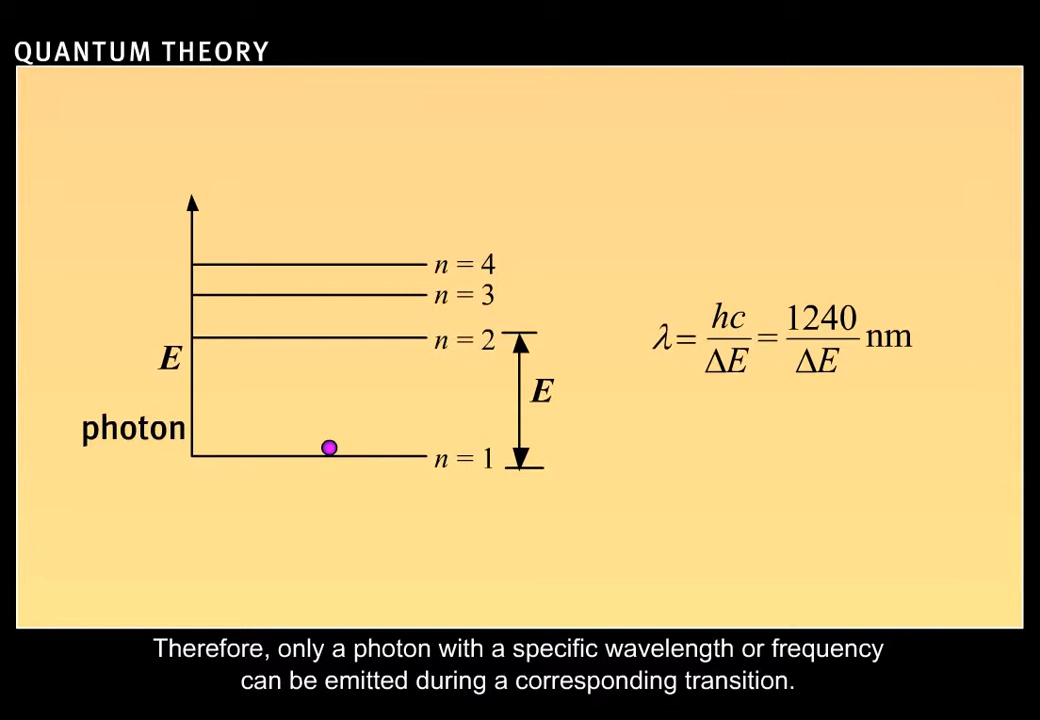 QUANTUM THEORY
n = 4
n = 3
n = 2
E
E
photon
n = 1
λ = hc/ΔE = 1240/ΔE nm
Therefore, only a photon with a specific wavelength or frequency
can be emitted during a corresponding transition.